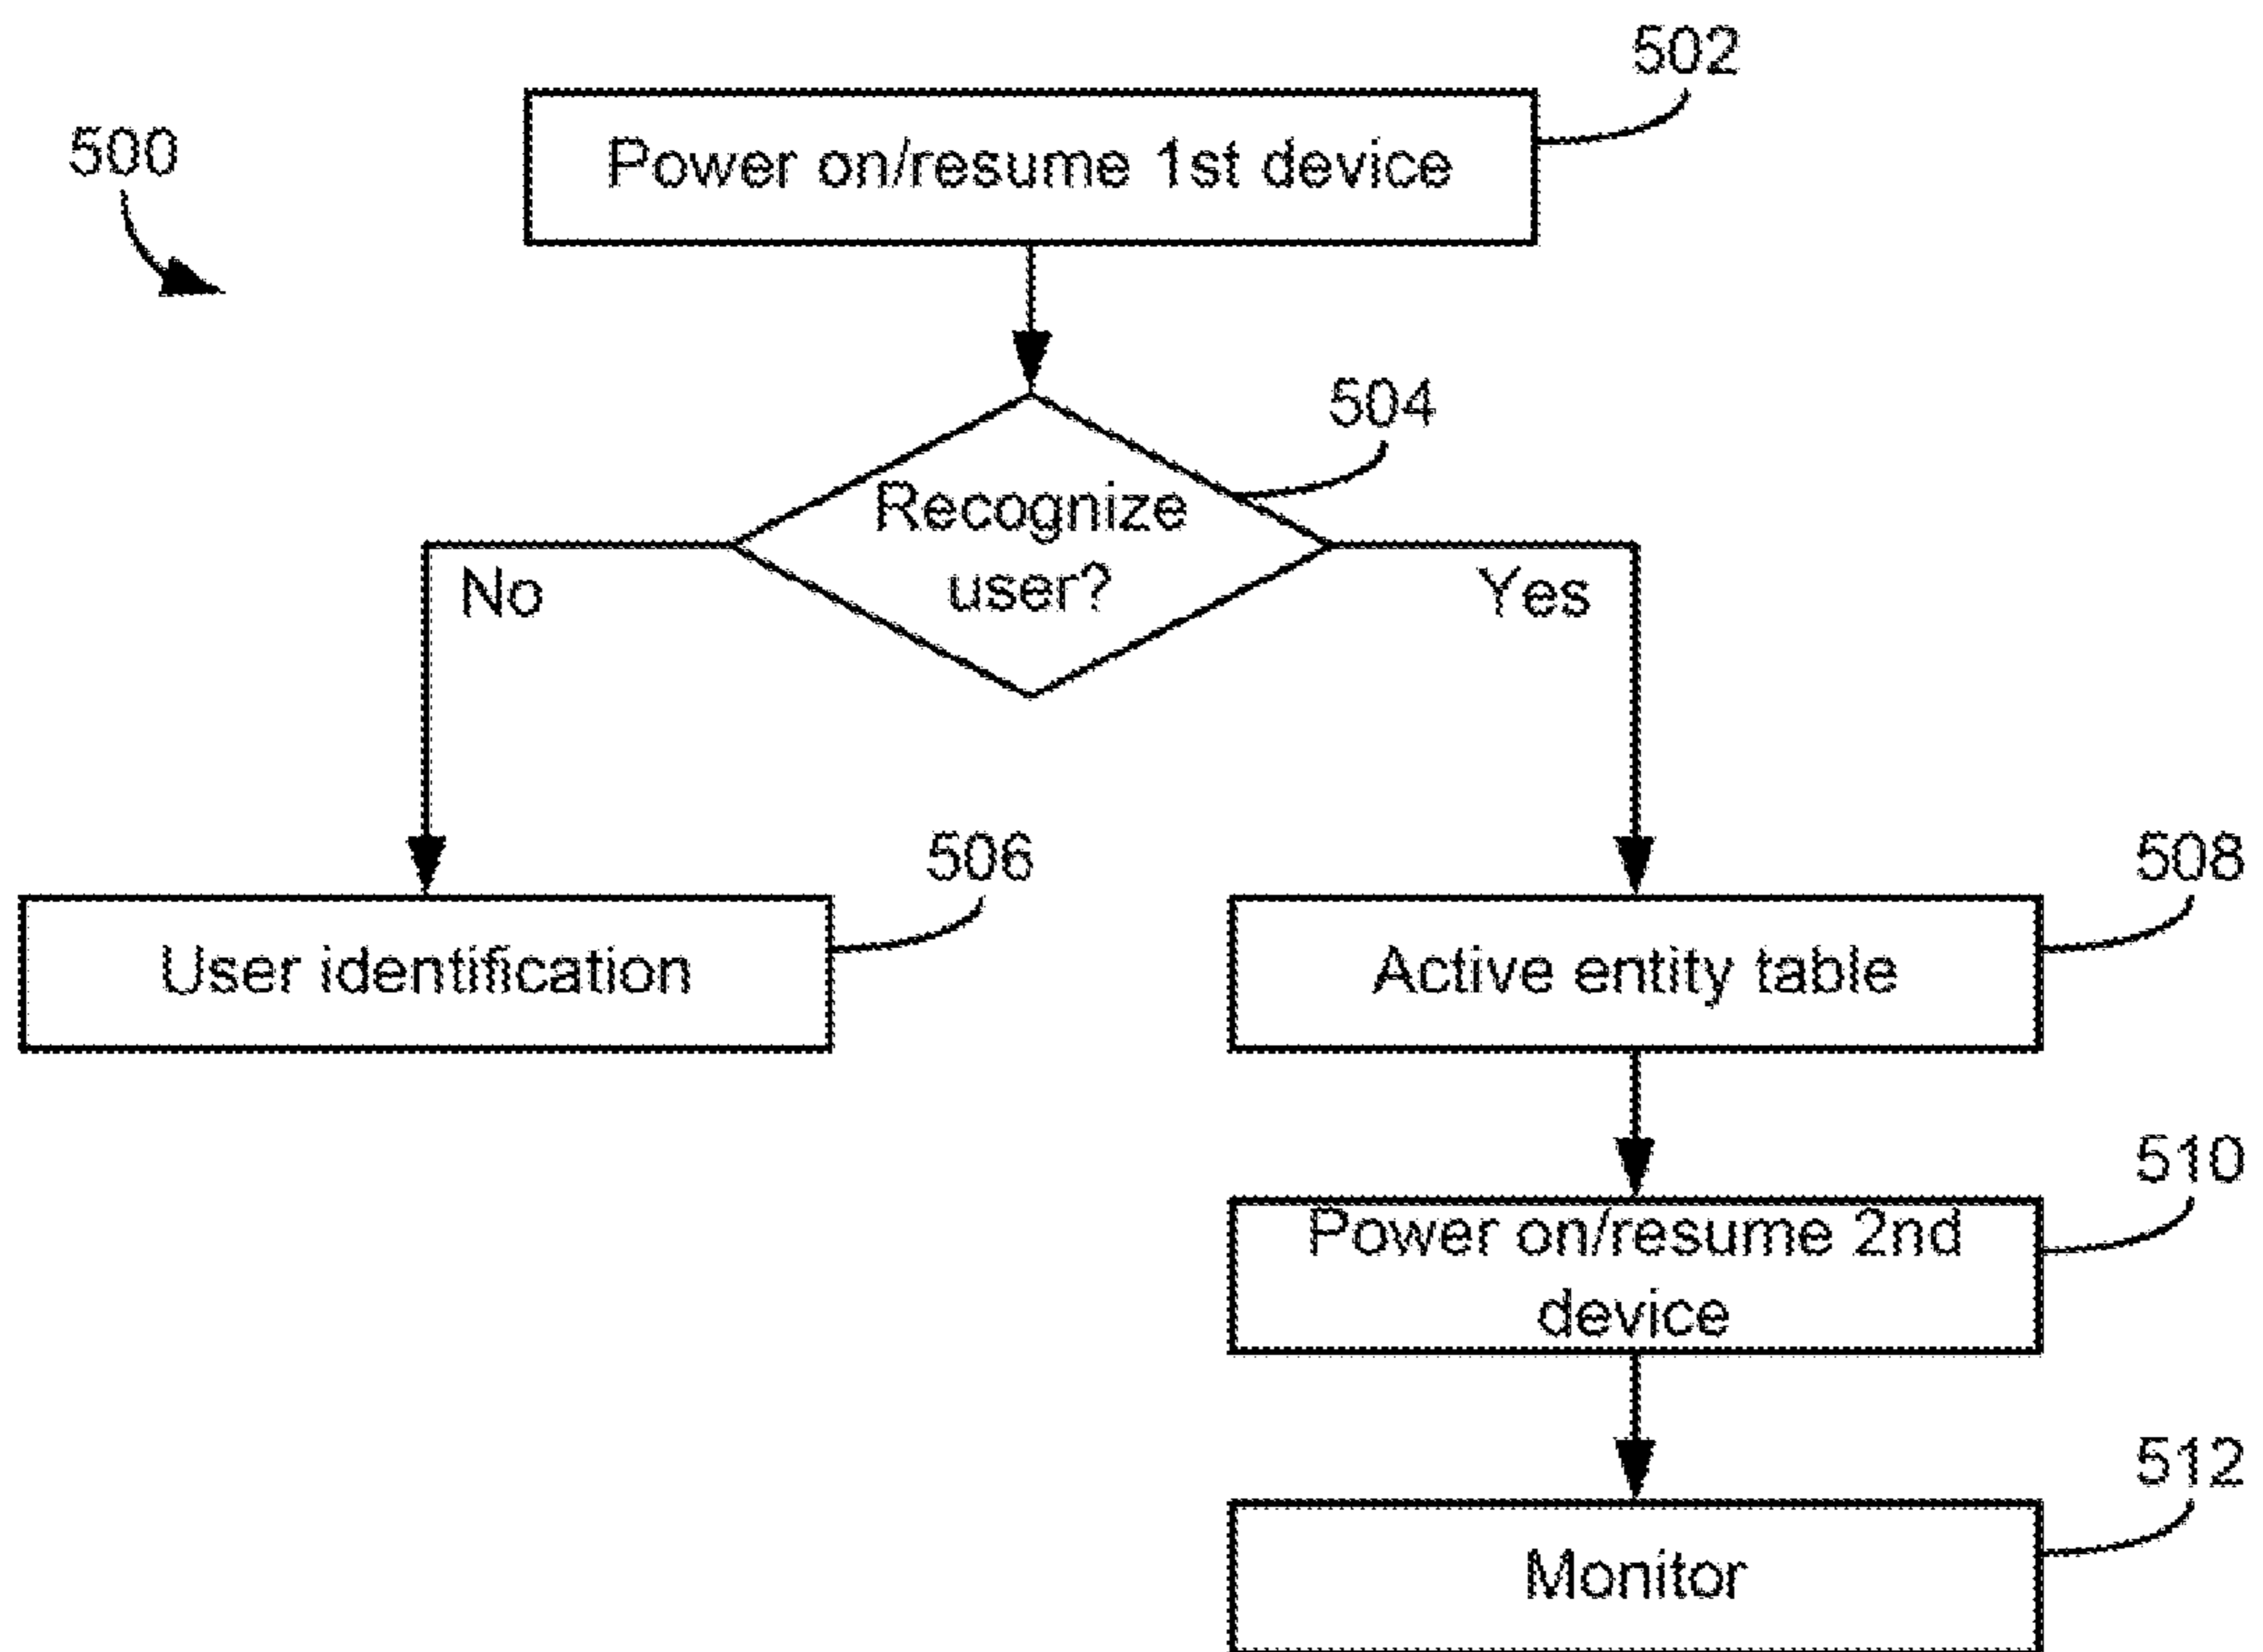 502
500
Power on/resume 1st device
504
Recognize
user?
No
Yes
506
508
User identification
Active entity table
510
Power on/resume 2nd
device
512
Monitor